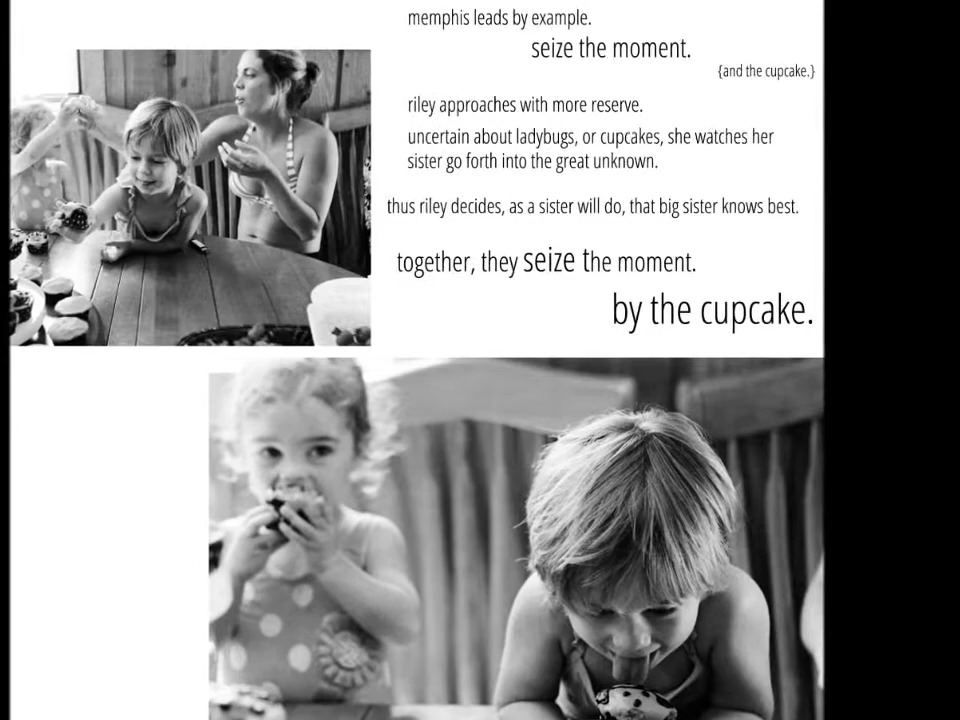 memphis leads by example.
seize the moment.
{and the cupcake.}
riley approaches with more reserve.
uncertain about ladybugs, or cupcakes, she watches her
sister go forth into the great unknown.
thus riley decides, as a sister will do, that big sister knows best.
together, they seize the moment.
by the cupcake.